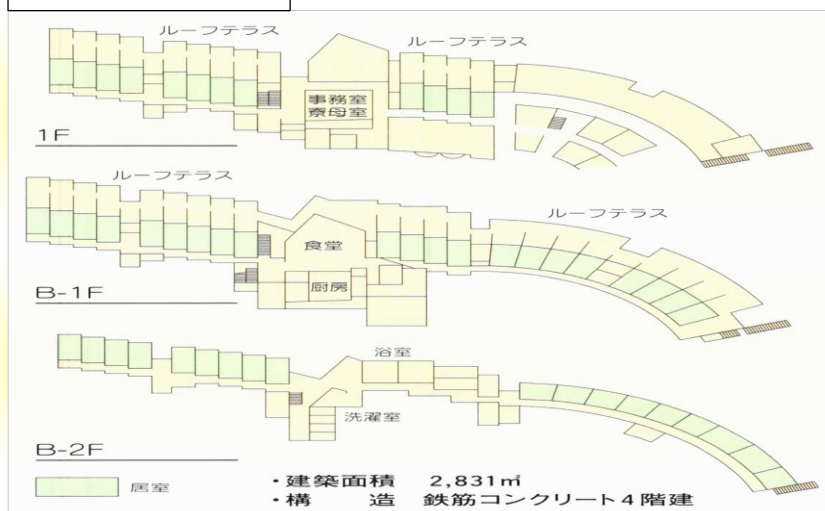 ルーフテラス
ルーフテラス
事務室
寮母室
1F
ルーフテラス
ルーフテラス
食堂
厨房
B-1F
浴室
洗濯室
B-2F
居室
・建築面積 2,831㎡
・構 造 鉄筋コンクリート4階建